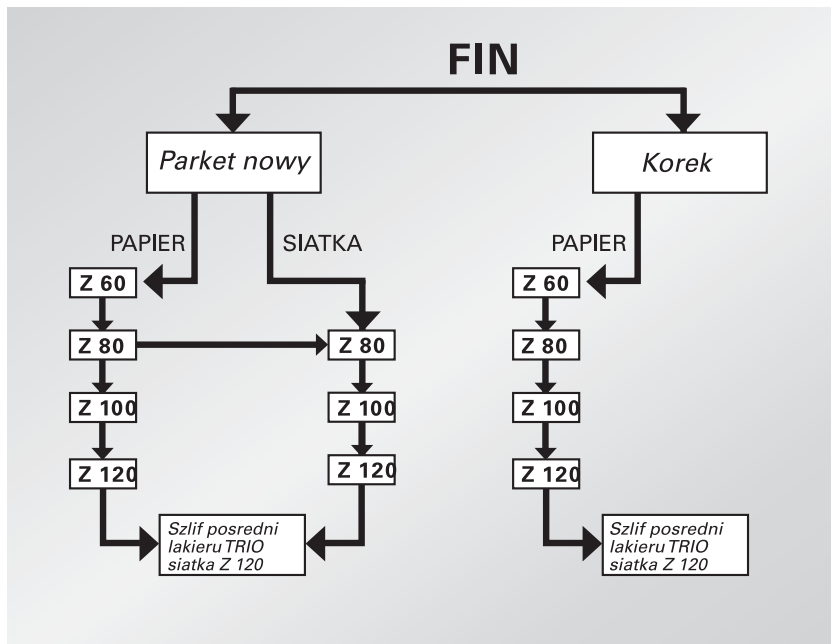 FIN
Parket nowy
Korek
PAPIER
SIATKA
PAPIER
Z 60
Z 60
Z 80
Z 80
Z 80
Z 100
Z 100
Z 100
Z 120
Z 120
Z 120
Szlif posredni
lakieru TRIO
siatka Z 120
Szlif posredni
lakieru TRIO
siatka Z 120